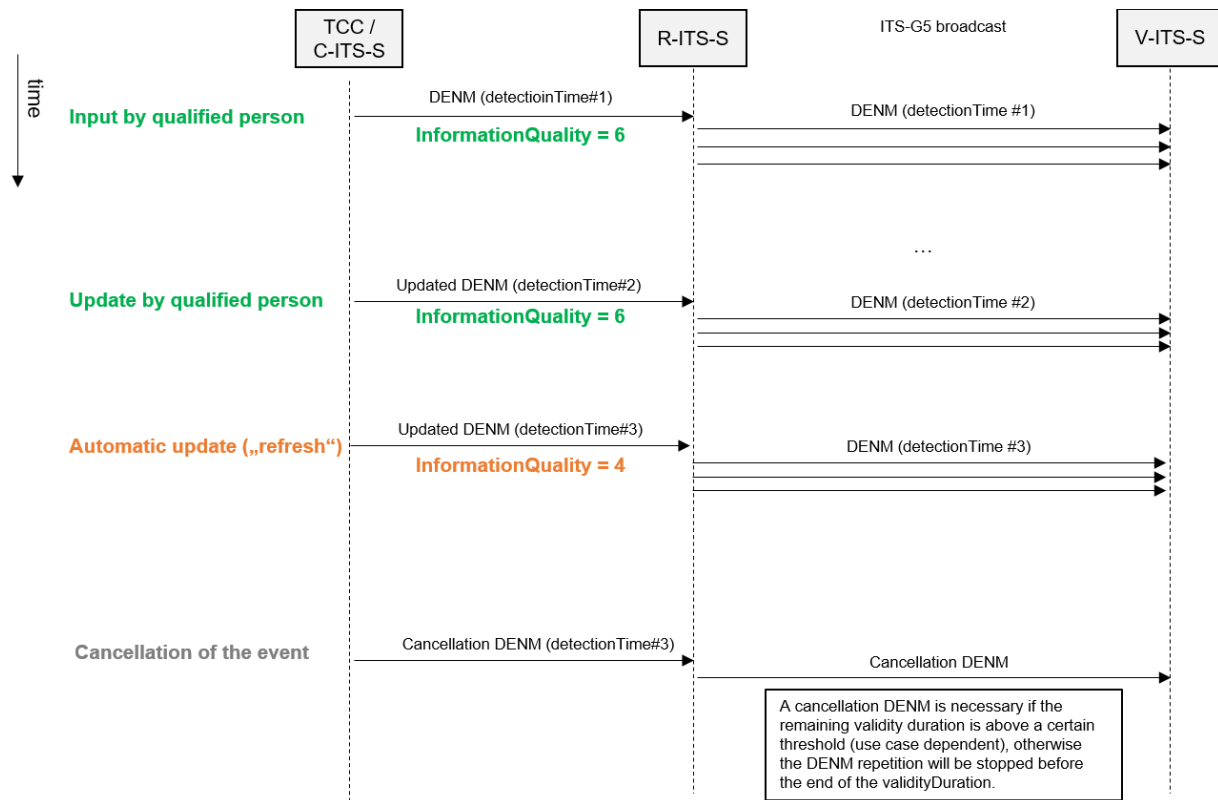 TCC /
C-ITS-S
R-ITS-S
ITS-G5 broadcast
V-ITS-S
time
Input by qualified person
DENM (detectioinTime#1)
InformationQuality = 6
DENM (detectionTime #1)
...
Update by qualified person
Updated DENM (detectionTime#2)
InformationQuality = 6
DENM (detectionTime #2)
Automatic update („refresh“)
Updated DENM (detectionTime#3)
InformationQuality = 4
DENM (detectionTime #3)
Cancellation of the event
Cancellation DENM (detectionTime#3)
Cancellation DENM
A cancellation DENM is necessary if the
remaining validity duration is above a certain
threshold (use case dependent), otherwise
the DENM repetition will be stopped before
the end of the validityDuration.